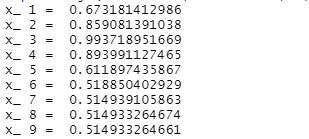 x_ 1 =  0.673181412986
x_ 2 =  0.859081391038
x_ 3 =  0.993718951669
x_ 4 =  0.893991127465
x_ 5 =  0.611897435867
x_ 6 =  0.518850402929
x_ 7 =  0.514939105863
x_ 8 =  0.514933264674
x_ 9 =  0.514933264661